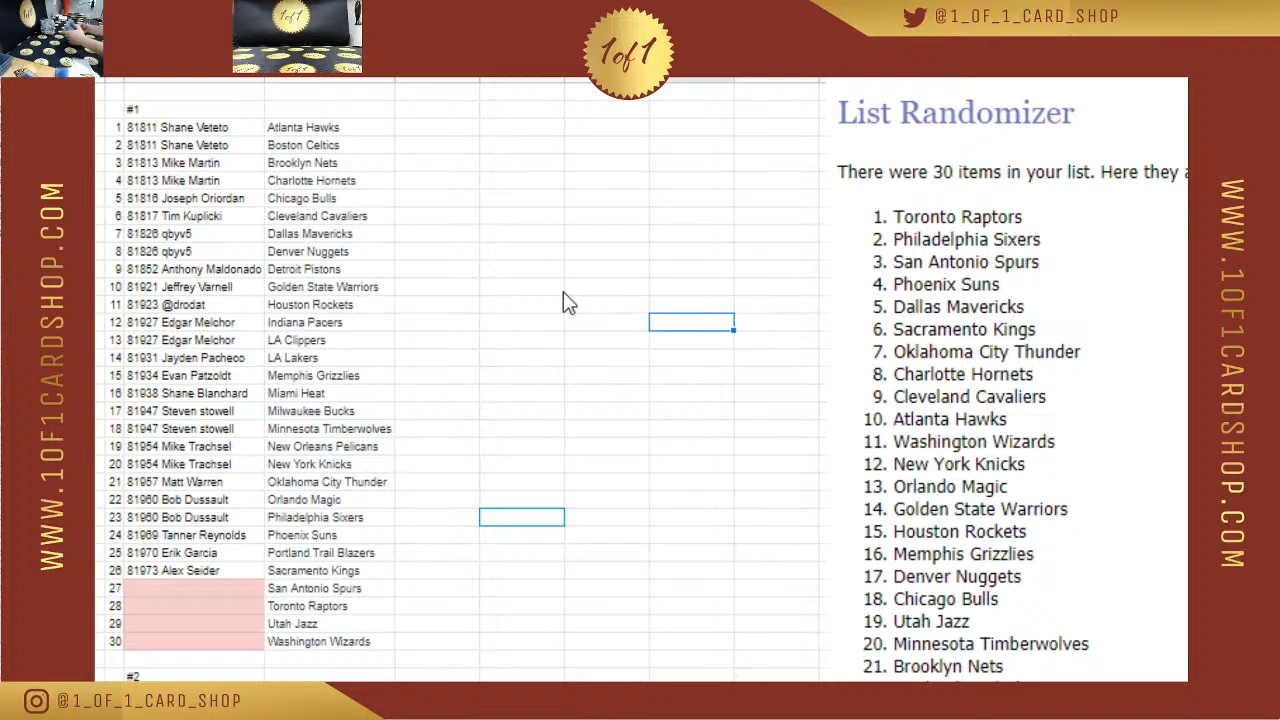 1of1
@1_OF_1_CARD_SHOP
1of1
WWW.1OF1CARDSHOP.COM
#1
1 81811 Shane Veteto Atlanta Hawks
2 81811 Shane Veteto Boston Celtics
3 81813 Mike Martin Brooklyn Nets
4 81813 Mike Martin Charlotte Hornets
5 81816 Joseph Oriordan Chicago Bulls
6 81817 Tim Kuplicki Cleveland Cavaliers
7 81826 qbyv5 Dallas Mavericks
8 81826 qbyv5 Denver Nuggets
9 81852 Anthony Maldonado Detroit Pistons
10 81921 Jeffrey Varnell Golden State Warriors
11 81923 @drodat Houston Rockets
12 81927 Edgar Melchor Indiana Pacers
13 81927 Edgar Melchor LA Clippers
14 81931 Jayden Pacheco LA Lakers
15 81934 Evan Patzoldt Memphis Grizzlies
16 81938 Shane Blanchard Miami Heat
17 81947 Steven stowell Milwaukee Bucks
18 81947 Steven stowell Minnesota Timberwolves
19 81954 Mike Trachsel New Orleans Pelicans
20 81954 Mike Trachsel New York Knicks
21 81957 Matt Warren Oklahoma City Thunder
22 81960 Bob Dussault Orlando Magic
23 81960 Bob Dussault Philadelphia Sixers
24 81969 Tanner Reynolds Phoenix Suns
25 81970 Erik Garcia Portland Trail Blazers
26 81973 Alex Seider Sacramento Kings
27 San Antonio Spurs
28 Toronto Raptors
29 Utah Jazz
30 Washington Wizards
#2
List Randomizer
There were 30 items in your list. Here they
1. Toronto Raptors
2. Philadelphia Sixers
3. San Antonio Spurs
4. Phoenix Suns
5. Dallas Mavericks
6. Sacramento Kings
7. Oklahoma City Thunder
8. Charlotte Hornets
9. Cleveland Cavaliers
10. Atlanta Hawks
11. Washington Wizards
12. New York Knicks
13. Orlando Magic
14. Golden State Warriors
15. Houston Rockets
16. Memphis Grizzlies
17. Denver Nuggets
18. Chicago Bulls
19. Utah Jazz
20. Minnesota Timberwolves
21. Brooklyn Nets
WWW.1OF1CARDSHOP.COM
@1_OF_1_CARD_SHOP